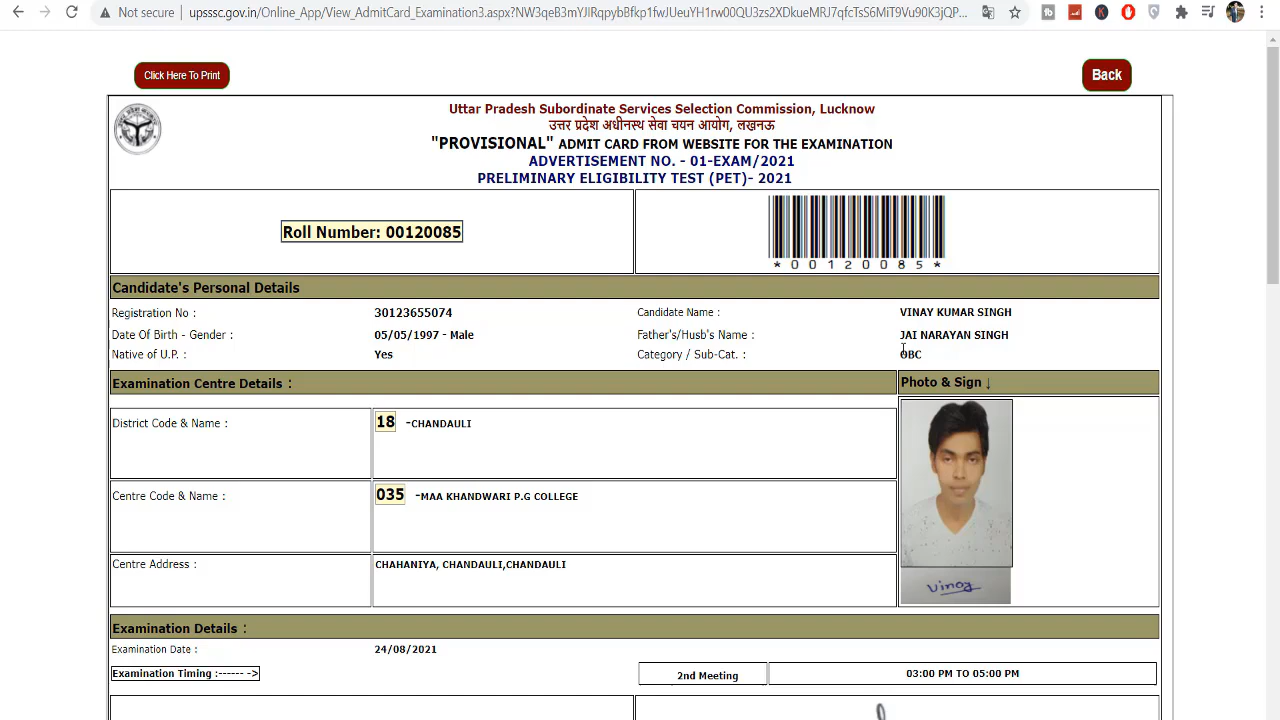 Not secure | upsssc.gov.in/Online_App/View_AdmitCard_Examination3.aspx?NW3qeB3mYJIRqpybBfkp1fwJUeuYH1rw00QU3zs2XDkueMRJ7qfcTsS6MiT9Vu90K3jQP...
Click Here To Print
Back
Uttar Pradesh Subordinate Services Selection Commission, Lucknow
उत्तर प्रदेश अधीनस्थ सेवा चयन आयोग, लखनऊ
"PROVISIONAL" ADMIT CARD FROM WEBSITE FOR THE EXAMINATION
ADVERTISEMENT NO. - 01-EXAM/2021
PRELIMINARY ELIGIBILITY TEST (PET)- 2021
Roll Number: 00120085
*00120085*
Candidate's Personal Details
Registration No : 30123655074 Candidate Name : VINAY KUMAR SINGH
Date Of Birth - Gender : 05/05/1997 - Male Father's/Husb's Name : JAI NARAYAN SINGH
Native of U.P. : Yes Category / Sub-Cat. : OBC
Examination Centre Details : Photo & Sign ↓
District Code & Name : 18 -CHANDAULI
Centre Code & Name : 035 -MAA KHANDWARI P.G COLLEGE
Centre Address : CHAHANIYA, CHANDAULI,CHANDAULI
Vinay
Examination Details :
Examination Date : 24/08/2021
Examination Timing :------ -> 2nd Meeting 03:00 PM TO 05:00 PM